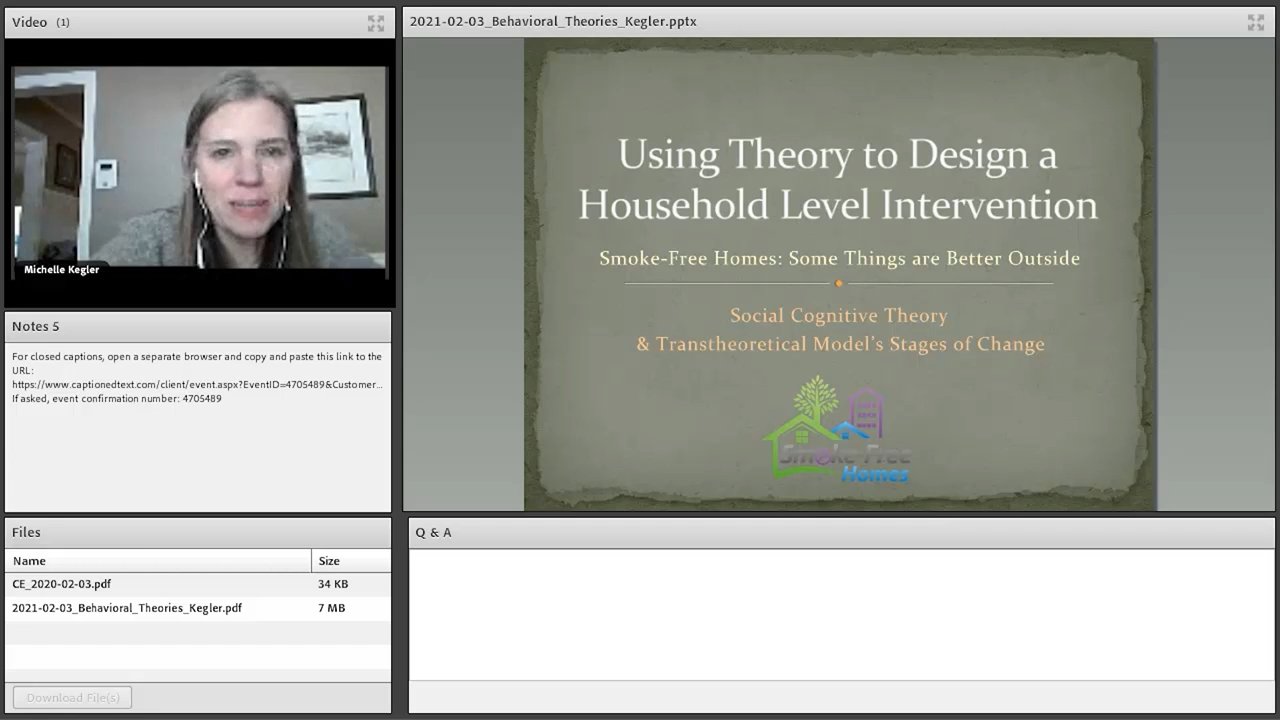 Video (1)
Michelle Kegler
Notes 5
For closed captions, open a separate browser and copy and paste this link to the
URL:
https://www.captionedtext.com/client/event.aspx?EventID=4705489&Customer...
If asked, event confirmation number: 4705489
Files
Name Size
CE_2020-02-03.pdf 34 KB
2021-02-03_Behavioral_Theories_Kegler.pdf 7 MB
Download File(s)
2021-02-03_Behavioral_Theories_Kegler.pptx
Using Theory to Design a
Household Level Intervention
Smoke-Free Homes: Some Things are Better Outside
Social Cognitive Theory
& Transtheoretical Model's Stages of Change
Smoke-Free
Homes
Q & A